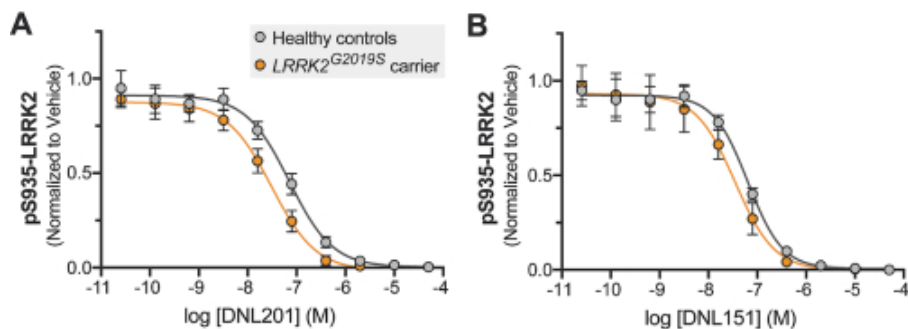 A
Healthy controls
LRRK2G2019S carrier
pS935-LRRK2
(Normalized to Vehicle)
1.0
0.5
0.0
-11 -10 -9 -8 -7 -6 -5 -4
log [DNL201] (M)
B
pS935-LRRK2
(Normalized to Vehicle)
1.0
0.5
0.0
-11 -10 -9 -8 -7 -6 -5 -4
log [DNL151] (M)